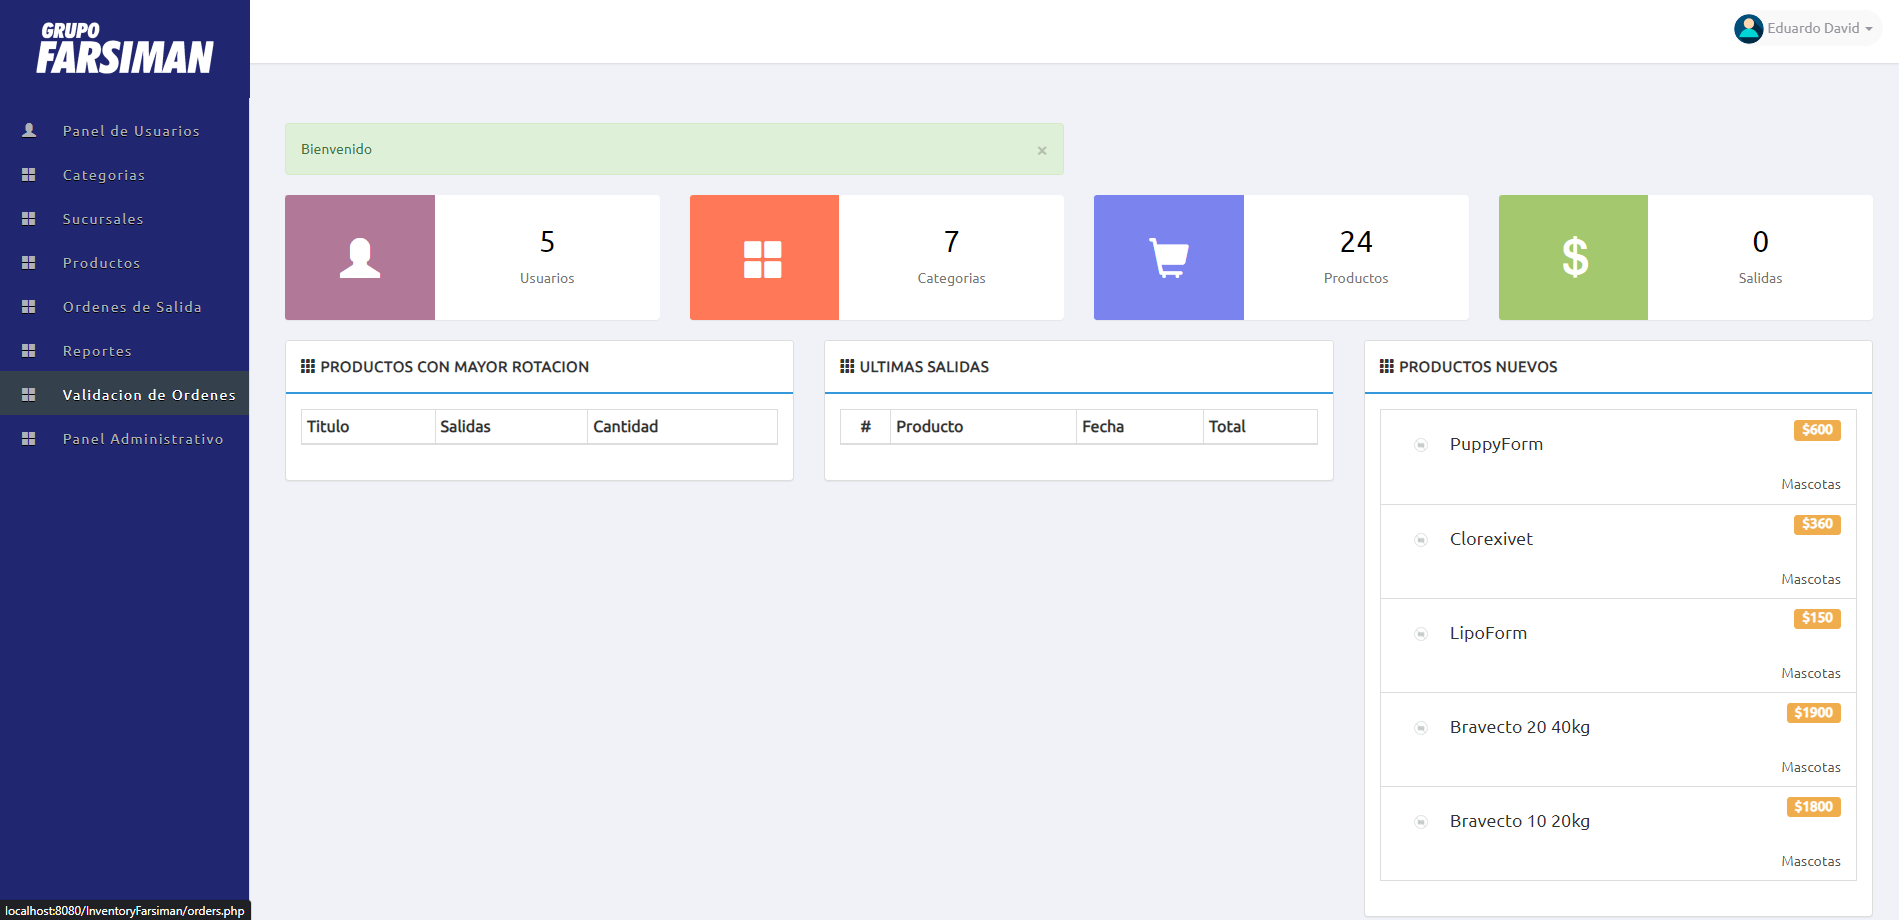 GRUPO
FARSIMAN
Eduardo David
Panel de Usuarios
Categorias
Sucursales
Productos
Ordenes de Salida
Reportes
Validacion de Ordenes
Panel Administrativo
Bienvenido ×
5
Usuarios
7
Categorias
24
Productos
$
0
Salidas
PRODUCTOS CON MAYOR ROTACION
Titulo Salidas Cantidad
ULTIMAS SALIDAS
# Producto Fecha Total
PRODUCTOS NUEVOS
$600
PuppyForm
Mascotas
$360
Clorexivet
Mascotas
$150
LipoForm
Mascotas
$1900
Bravecto 20 40kg
Mascotas
$1800
Bravecto 10 20kg
Mascotas
localhost:8080/InventoryFarsiman/orders.php